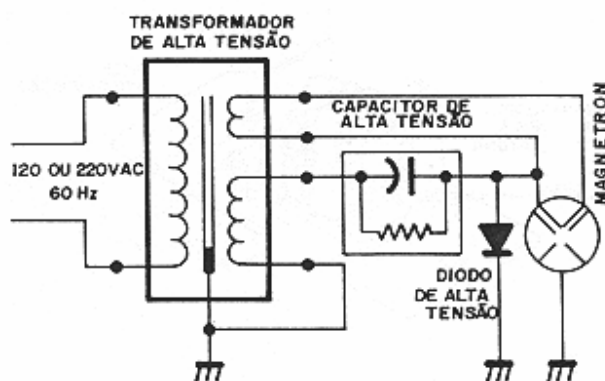 TRANSFORMADOR
DE ALTA TENSÃO
CAPACITOR DE
ALTA TENSÃO
120 OU 220VAC
60 Hz
MAGNETRON
DIODO
DE ALTA
TENSÃO